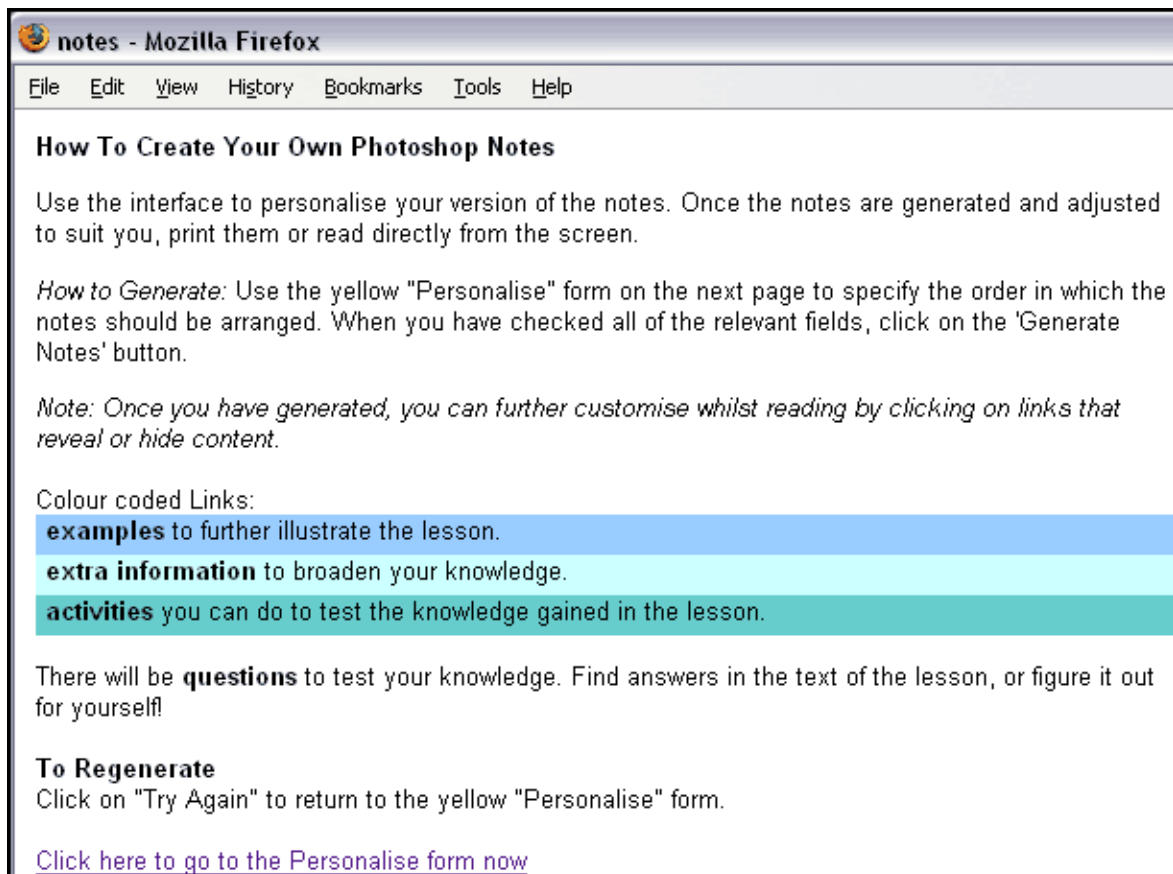 notes - Mozilla Firefox
File Edit View History Bookmarks Tools Help
How To Create Your Own Photoshop Notes
Use the interface to personalise your version of the notes. Once the notes are generated and adjusted
to suit you, print them or read directly from the screen.
How to Generate: Use the yellow "Personalise" form on the next page to specify the order in which the
notes should be arranged. When you have checked all of the relevant fields, click on the 'Generate
Notes' button.
Note: Once you have generated, you can further customise whilst reading by clicking on links that
reveal or hide content.
Colour coded Links:
examples to further illustrate the lesson.
extra information to broaden your knowledge.
activities you can do to test the knowledge gained in the lesson.
There will be questions to test your knowledge. Find answers in the text of the lesson, or figure it out
for yourself!
To Regenerate
Click on "Try Again" to return to the yellow "Personalise" form.
Click here to go to the Personalise form now